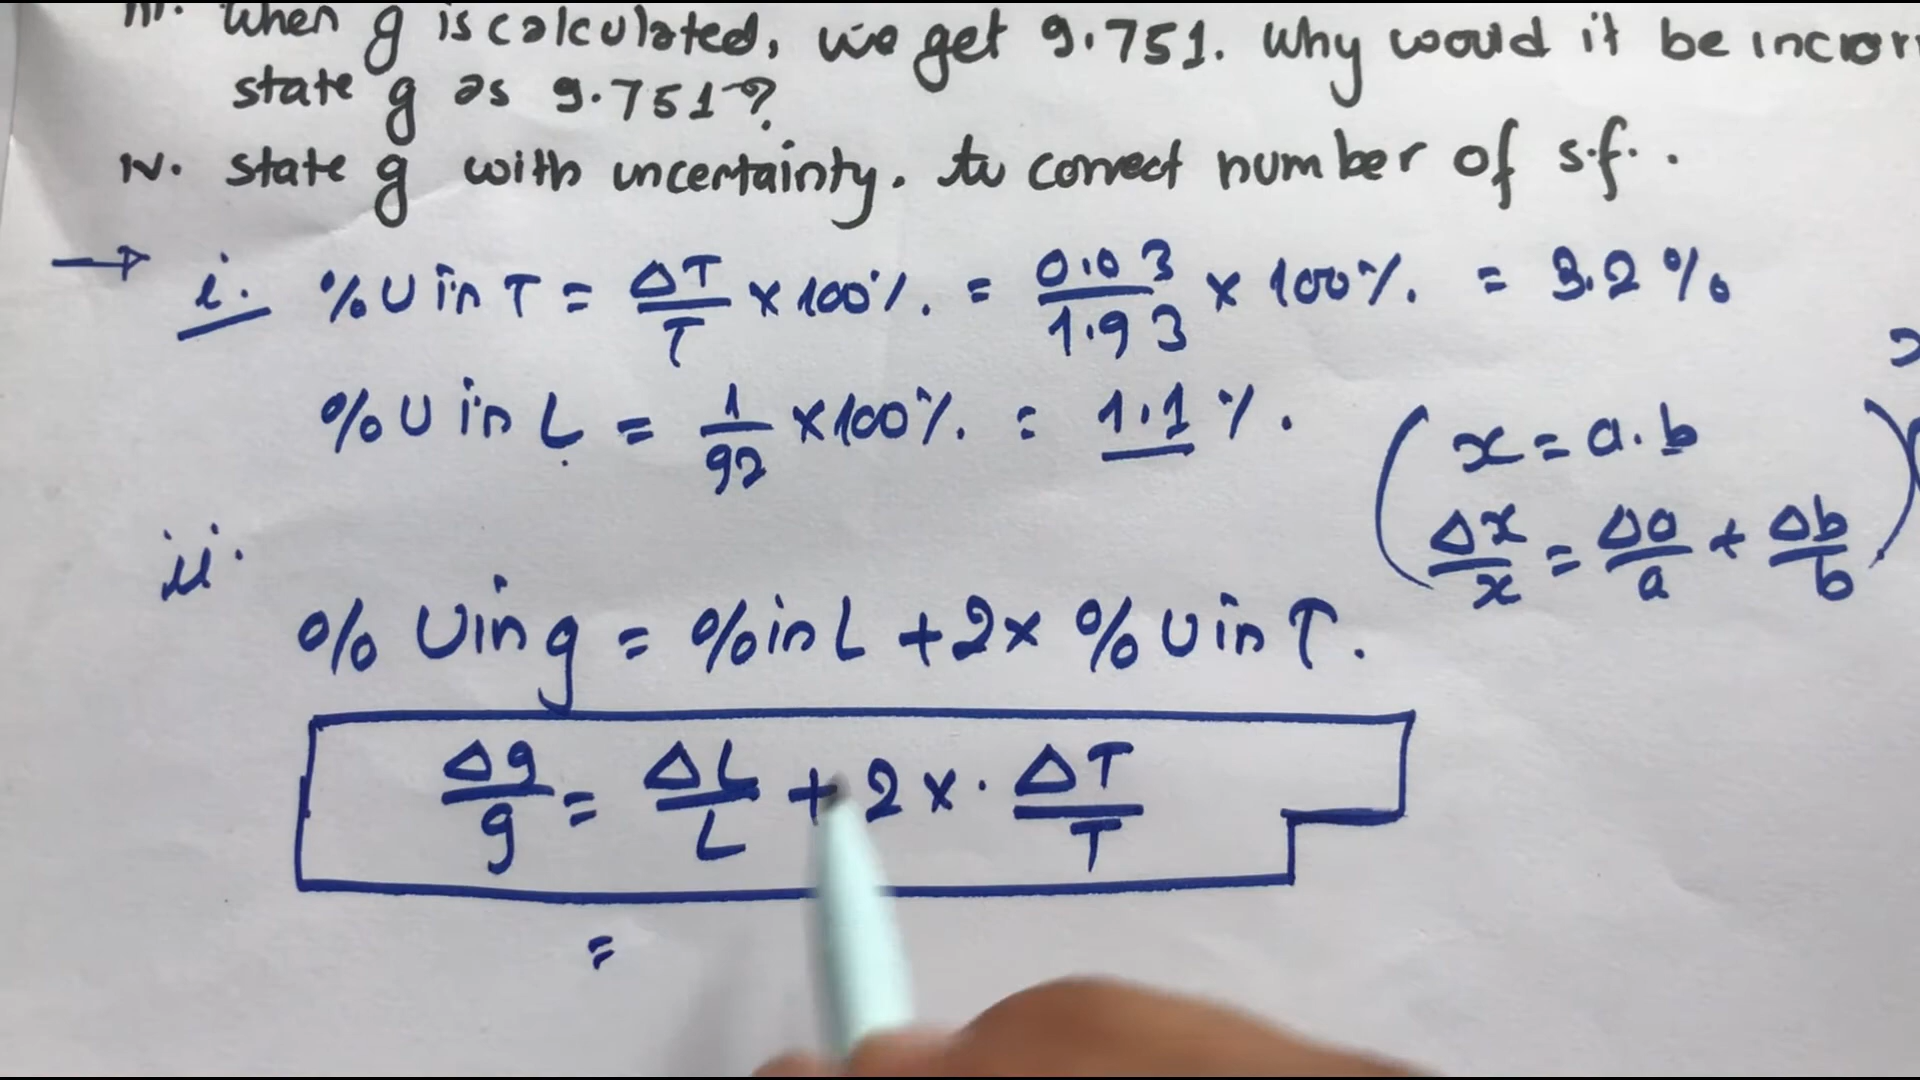 iii. When g is calculated, we get 9.751. Why would it be
state g as 9.751?
iv. state g with uncertainty. to correct number of s.f..
→ i. %U in T = ΔT/T × 100%. = 0.03/1.93 × 100%. = 3.2%
%U in L = 1/92 × 100%. = 1.1%.
(x = a.b
Δx/x = Δa/a + Δb/b)
ii.
% U in g = % in L + 2 × % U in T.
Δg/g = ΔL/L + 2 × . ΔT/T
=